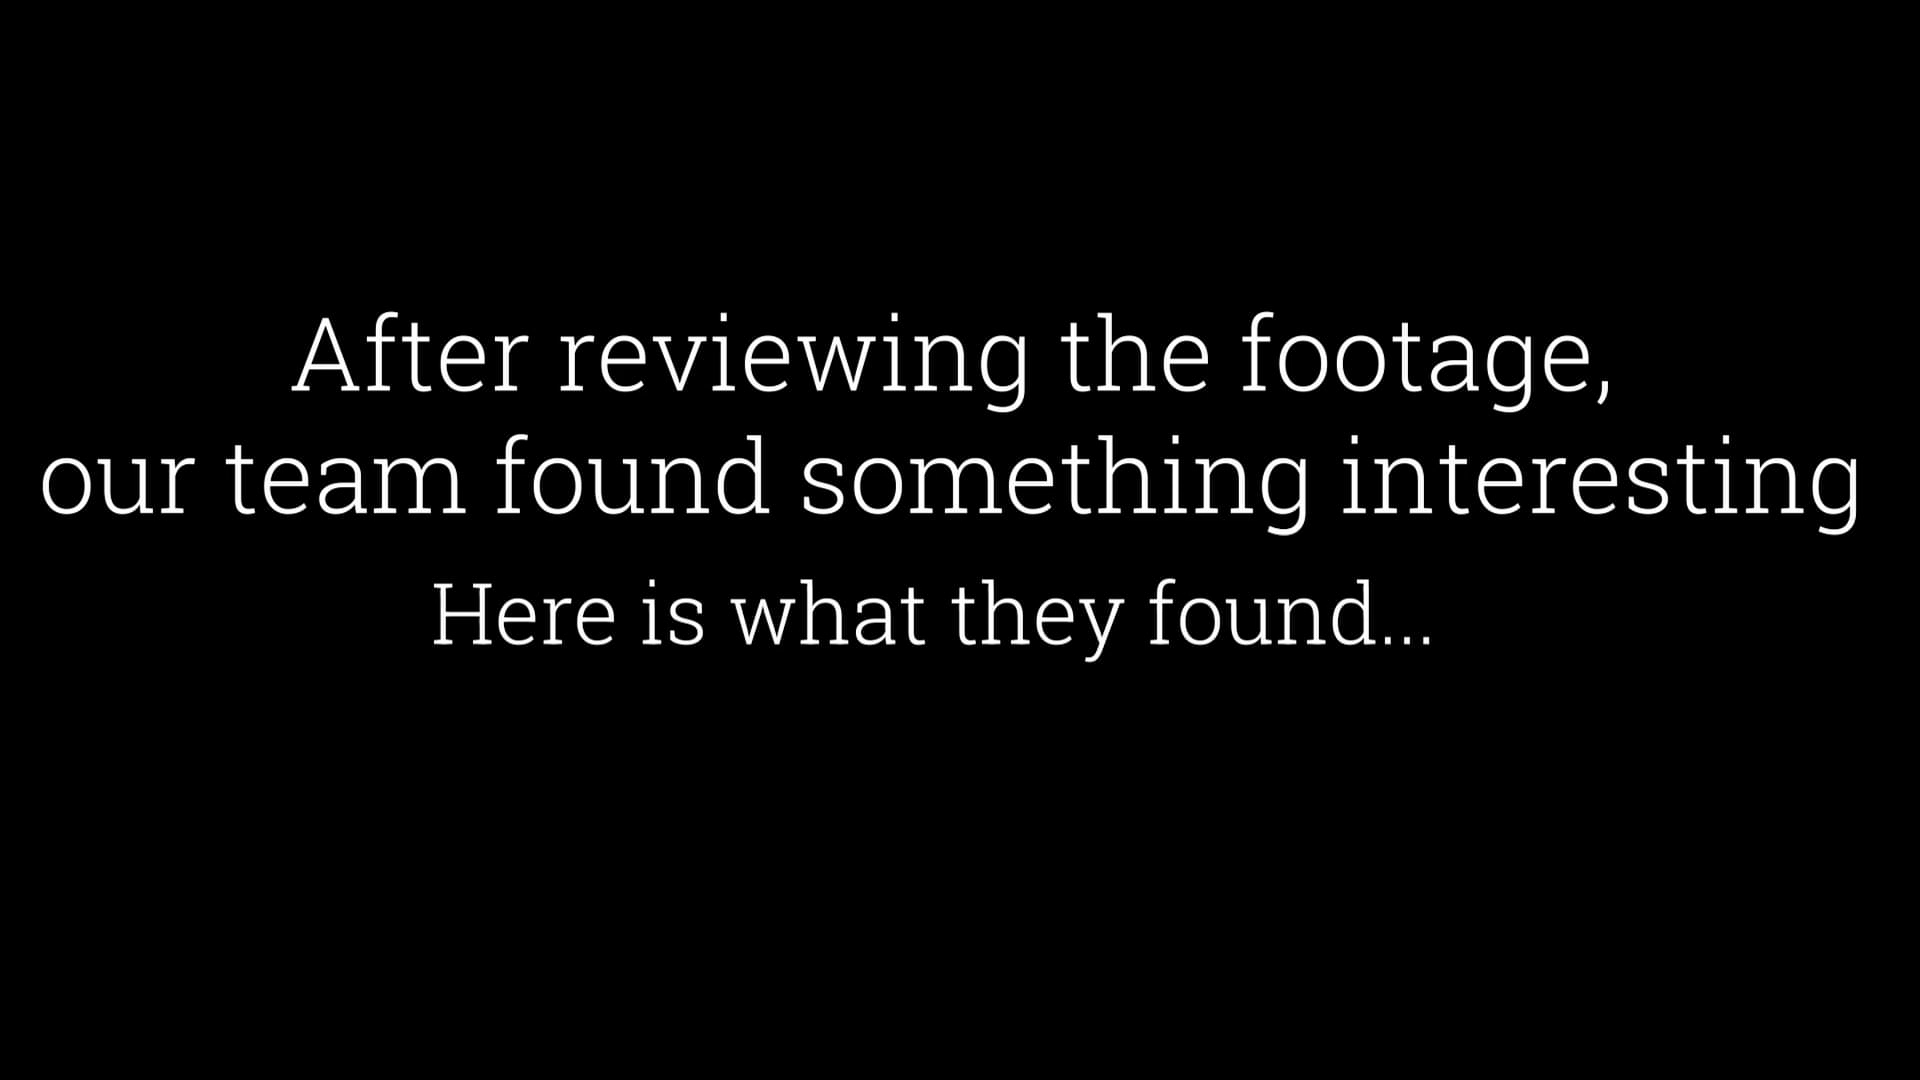 After reviewing the footage,
our team found something interesting
Here is what they found...